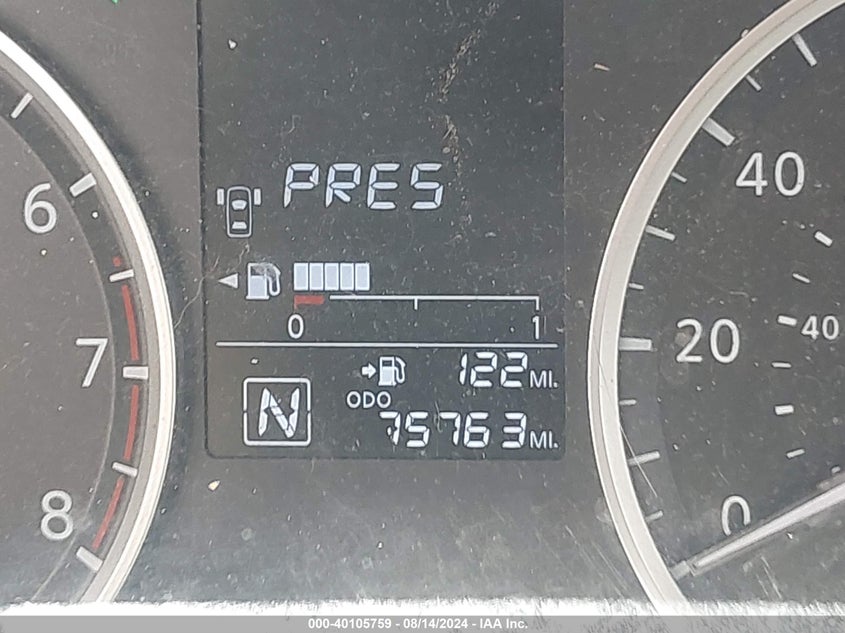 PRES
6
7
8
0 1
122 MI.
N
ODO
75763 MI.
40
20
40
0
000-40105759 - 08/14/2024 - IAA Inc.